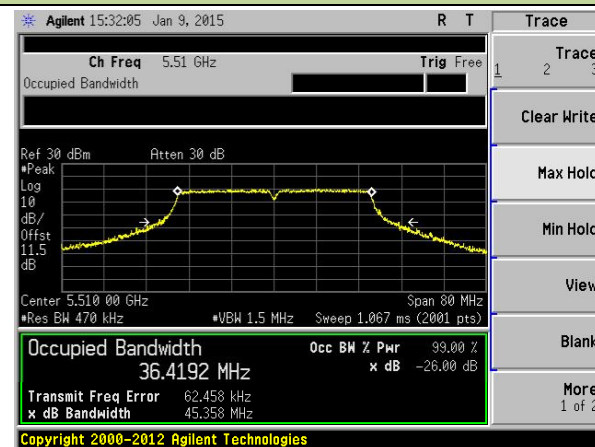 Agilent 15:32:05 Jan 9, 2015 R T
Trace
Ch Freq 5.51 GHz Trig Free
Occupied Bandwidth
Trace
1 2 3
Clear Write
Max Hold
Min Hold
View
Blank
More
1 of 2
Ref 30 dBm Atten 30 dB
#Peak
Log
10
dB/
Offst
11.5
dB
Center 5.510 00 GHz Span 80 MHz
#Res BW 470 kHz #VBW 1.5 MHz Sweep 1.067 ms (2001 pts)
Occupied Bandwidth Occ BW % Pwr 99.00 %
36.4192 MHz x dB -26.00 dB
Transmit Freq Error 62.458 kHz
x dB Bandwidth 45.358 MHz
Copyright 2000-2012 Agilent Technologies